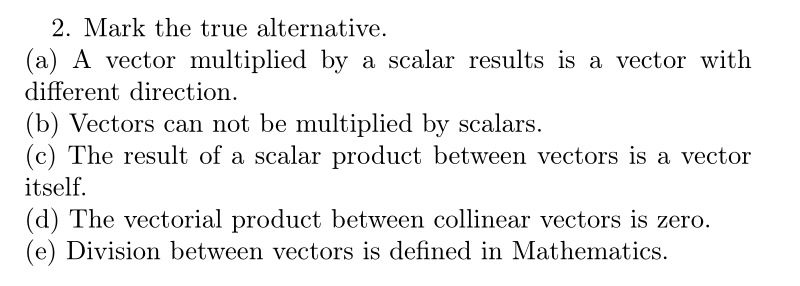 2. Mark the true alternative.
(a) A vector multiplied by a scalar results is a vector with
different direction.
(b) Vectors can not be multiplied by scalars.
(c) The result of a scalar product between vectors is a vector
itself.
(d) The vectorial product between collinear vectors is zero.
(e) Division between vectors is defined in Mathematics.